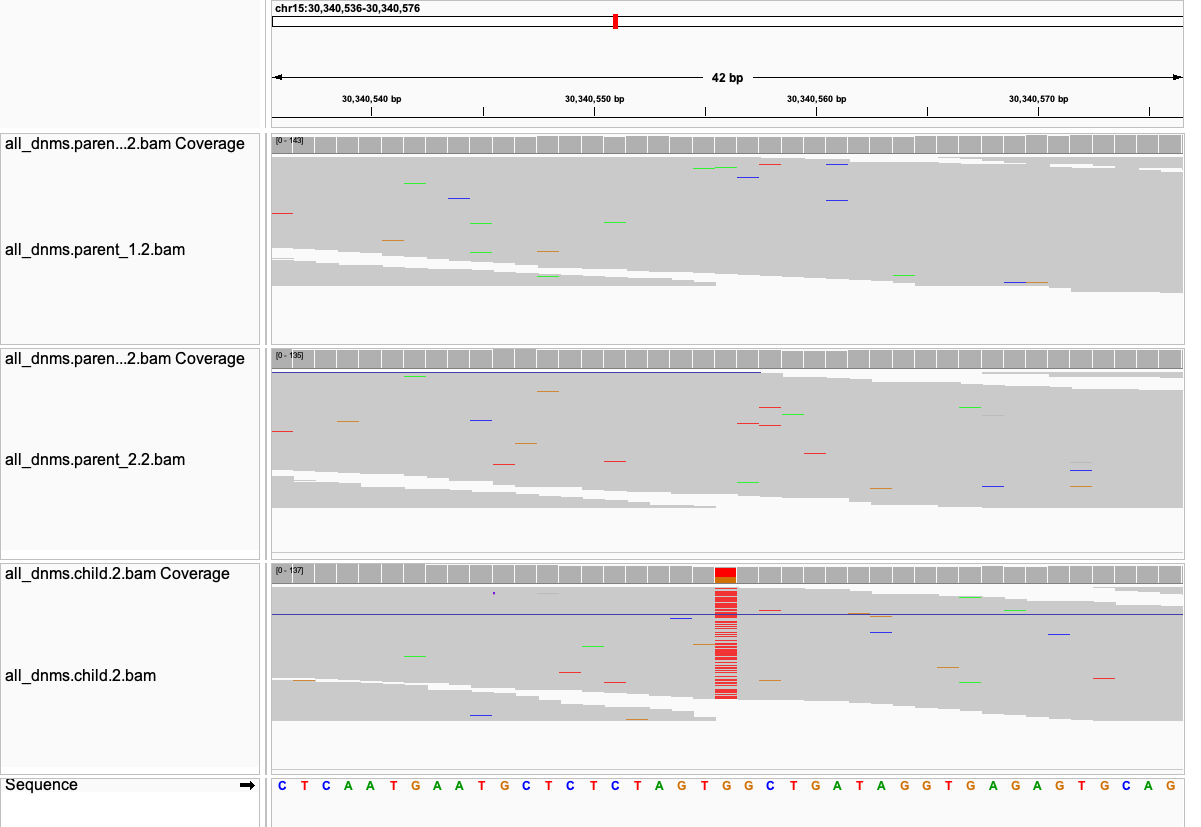 chr15:30,340,536-30,340,576
42 bp
30,340,540 bp 30,340,550 bp 30,340,560 bp 30,340,570 bp
all_dnms.paren...2.bam Coverage [0 - 143]
all_dnms.parent_1.2.bam
all_dnms.paren...2.bam Coverage [0 - 135]
all_dnms.parent_2.2.bam
all_dnms.child.2.bam Coverage [0 - 137]
all_dnms.child.2.bam
Sequence C T C A A T G A A T G C T C T C T A G T G G C T G A T A G G T G A G A G T G C A G